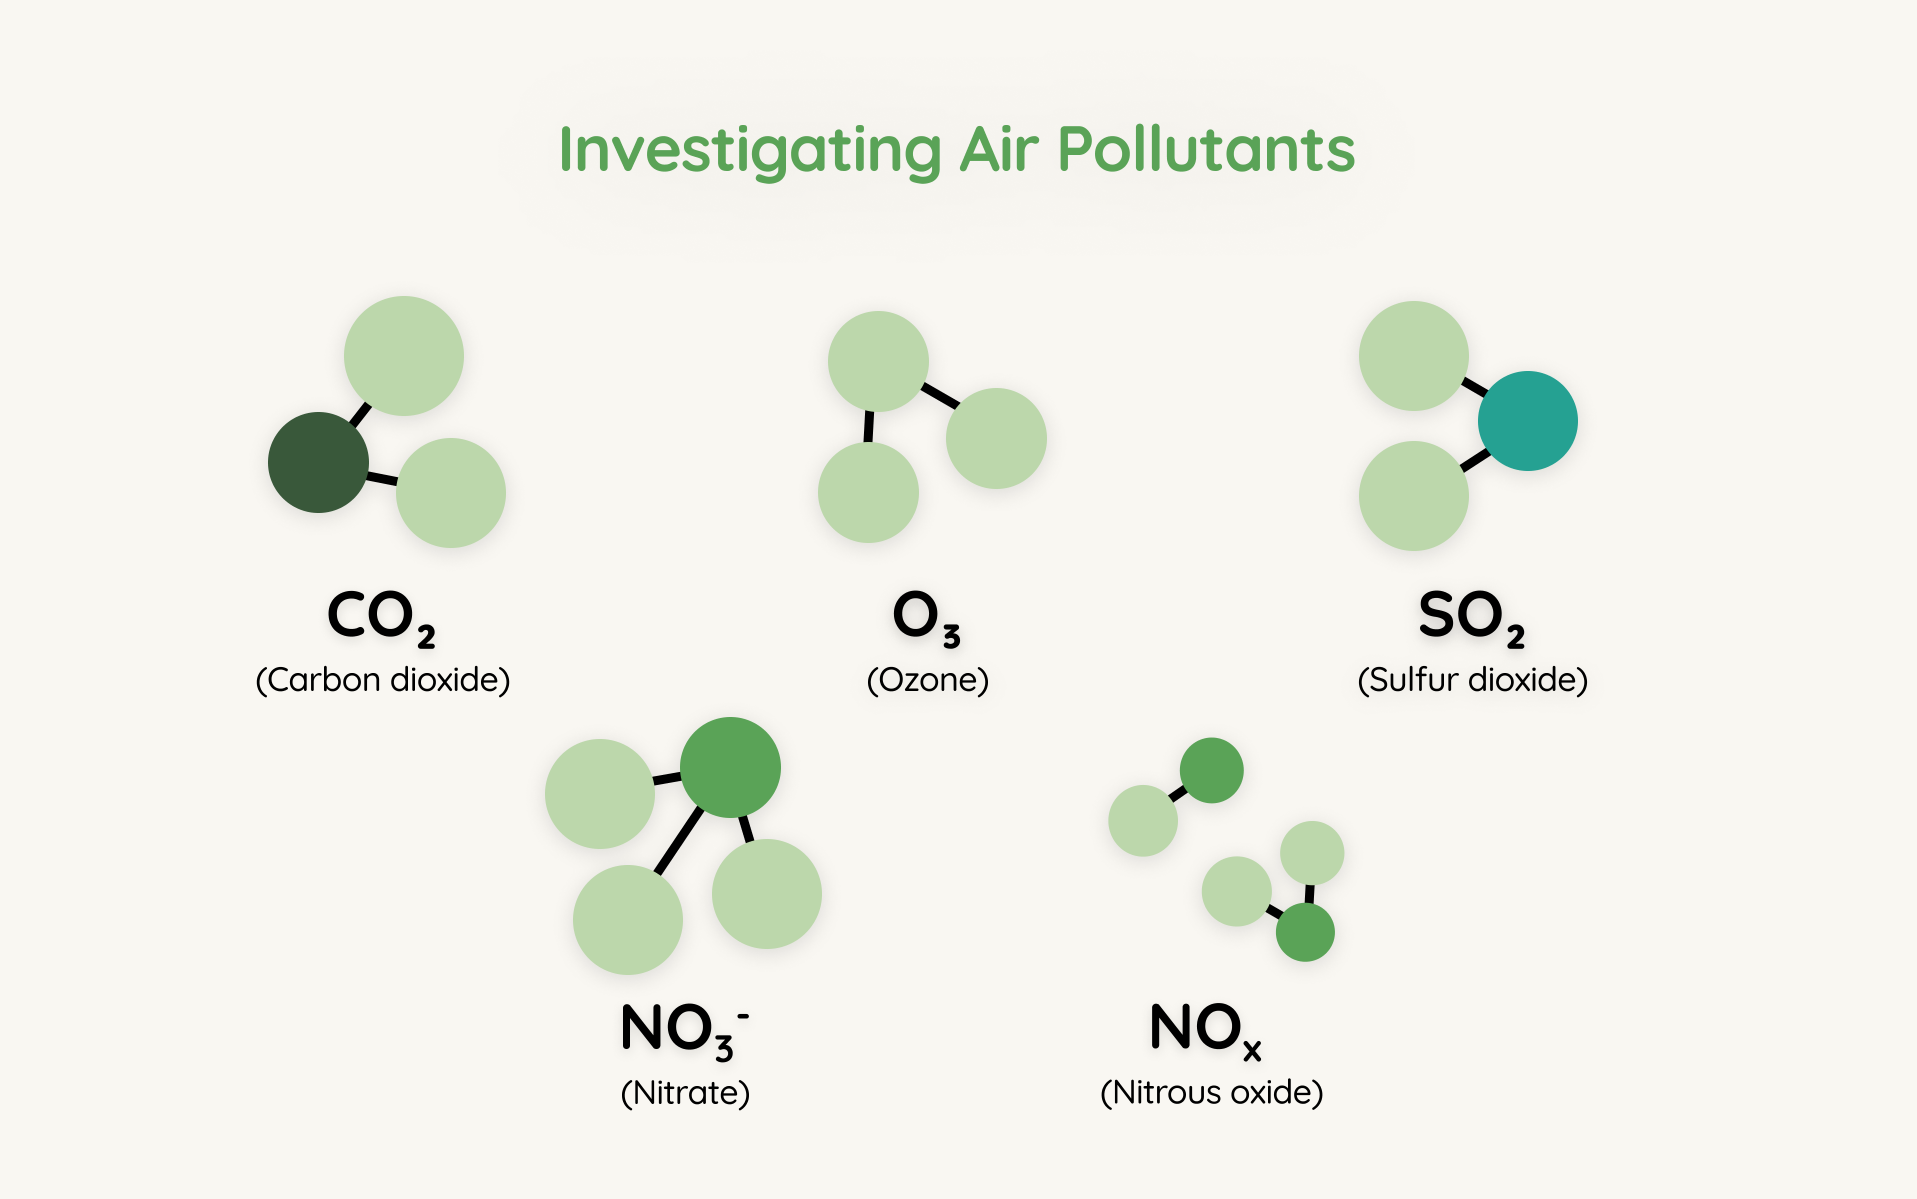 Investigating Air Pollutants
CO₂
(Carbon dioxide)
O₃
(Ozone)
SO₂
(Sulfur dioxide)
NO₃⁻
(Nitrate)
NOₓ
(Nitrous oxide)